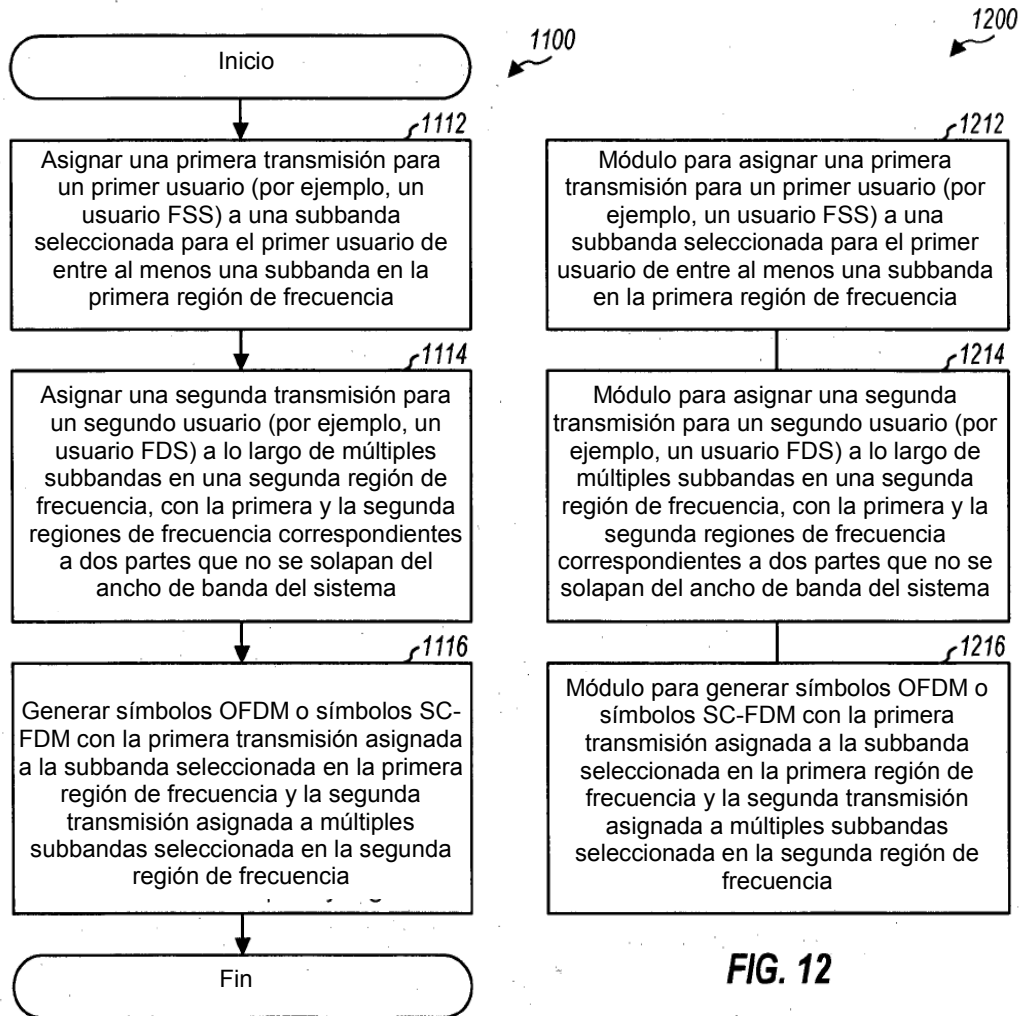 1100
Inicio
1112
Asignar una primera transmisión para
un primer usuario (por ejemplo, un
usuario FSS) a una subbanda
seleccionada para el primer usuario de
entre al menos una subbanda en la
primera región de frecuencia
1114
Asignar una segunda transmisión para
un segundo usuario (por ejemplo, un
usuario FDS) a lo largo de múltiples
subbandas en una segunda región de
frecuencia, con la primera y la segunda
regiones de frecuencia correspondientes
a dos partes que no se solapan del
ancho de banda del sistema
1116
Generar símbolos OFDM o símbolos SC-
FDM con la primera transmisión asignada
a la subbanda seleccionada en la primera
región de frecuencia y la segunda
transmisión asignada a múltiples
subbandas seleccionada en la segunda
región de frecuencia
Fin
1200
1212
Módulo para asignar una primera
transmisión para un primer usuario (por
ejemplo, un usuario FSS) a una
subbanda seleccionada para el primer
usuario de entre al menos una subbanda
en la primera región de frecuencia
1214
Módulo para asignar una segunda
transmisión para un segundo usuario (por
ejemplo, un usuario FDS) a lo largo de
múltiples subbandas en una segunda
región de frecuencia, con la primera y la
segunda regiones de frecuencia
correspondientes a dos partes que no se
solapan del ancho de banda del sistema
1216
Módulo para generar símbolos OFDM o
símbolos SC-FDM con la primera
transmisión asignada a la subbanda
seleccionada en la primera región de
frecuencia y la segunda transmisión
asignada a múltiples subbandas
seleccionada en la segunda región de
frecuencia
FIG. 12